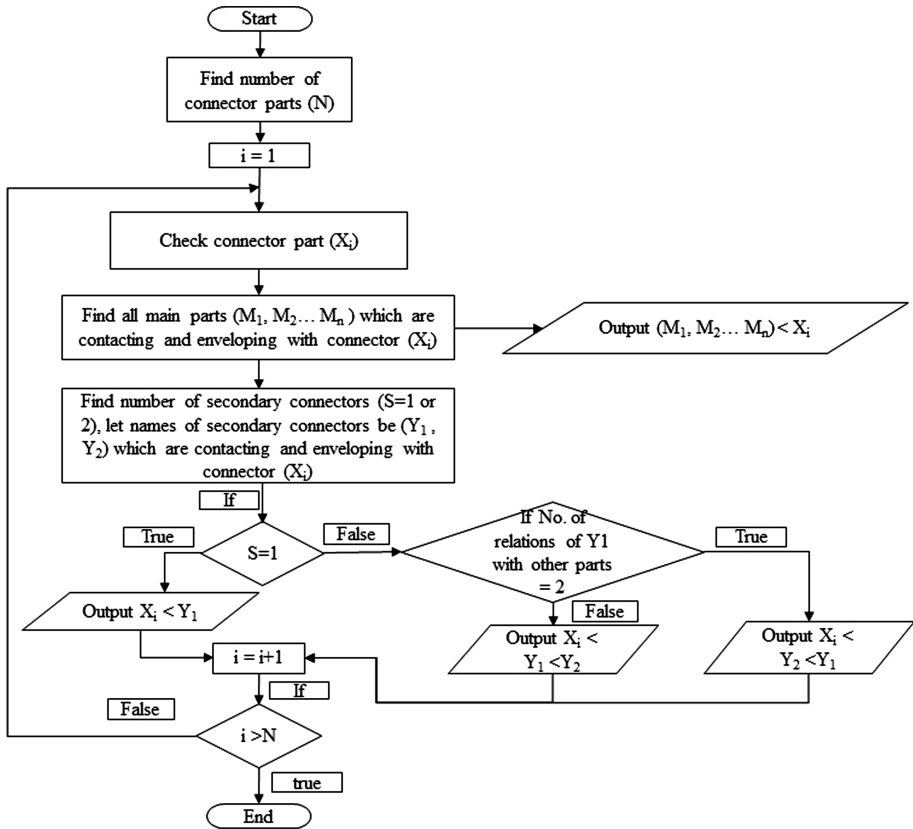 Start
Find number of
connector parts (N)
i = 1
Check connector part (Xi)
Find all main parts (M1, M2… Mn ) which are
contacting and enveloping with connector (Xi)
Output (M1, M2… Mn)< Xi
Find number of secondary connectors (S=1 or
2), let names of secondary connectors be (Y1 ,
Y2) which are contacting and enveloping with
connector (Xi)
If
True
S=1
False
If No. of
relations of Y1
with other parts
= 2
True
False
Output Xi < Y1
Output Xi <
Y1 <Y2
Output Xi <
Y2 <Y1
i = i+1
If
False
i >N
true
End